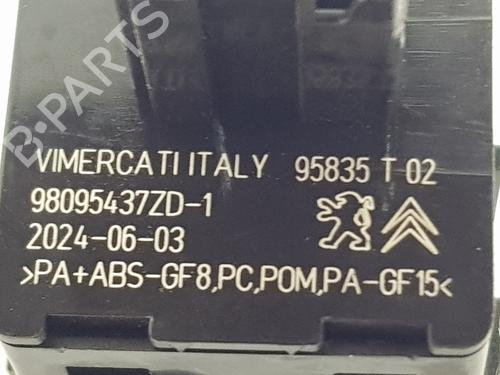 VIMERCATI ITALY 95835 T 02
98095437ZD-1
2024-06-03
>PA+ABS-GF8,PC,POM,PA-GF15<
B-PARTS